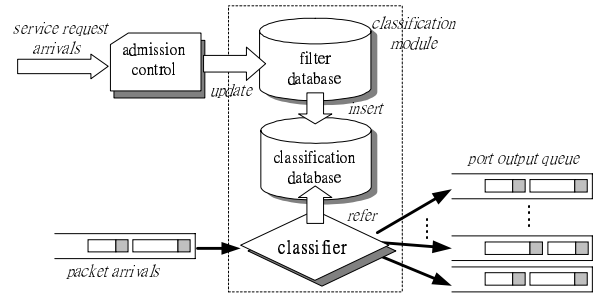 service request
arrivals
admission
control
update
filter
database
classification
module
insert
classification
database
refer
classifier
packet arrivals
port output queue